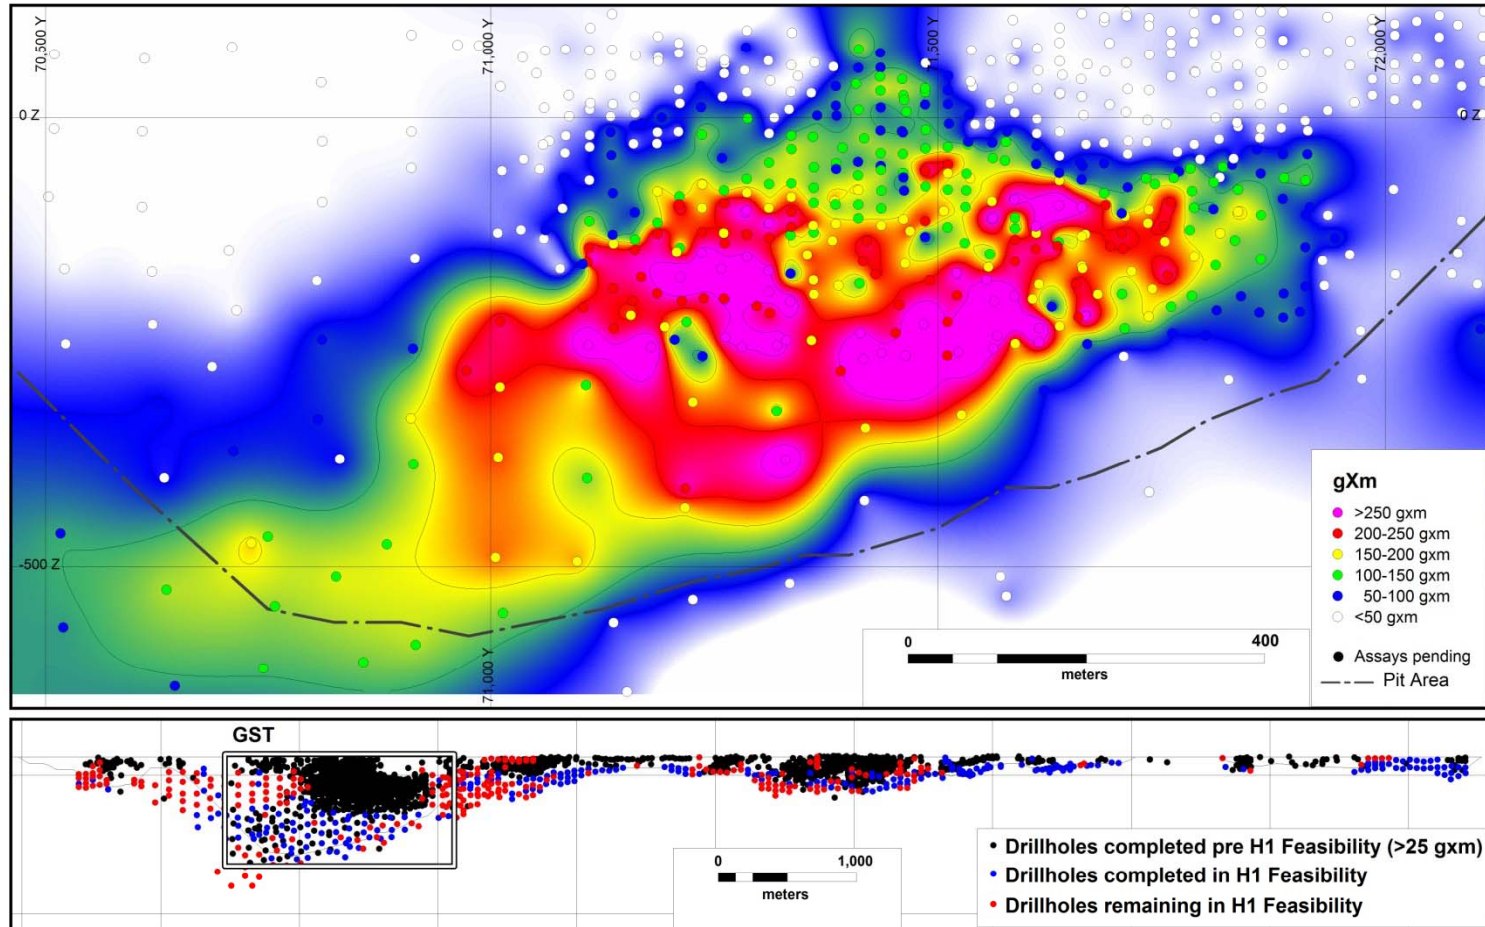 70,500 Y
71,000 Y
71,500 Y
72,000 Y
0 Z
0 Z
-500 Z
71,000 Y
gXm
>250 gxm
200-250 gxm
150-200 gxm
100-150 gxm
50-100 gxm
<50 gxm
Assays pending
Pit Area
0 400
meters
GST
0 1,000
meters
Drillholes completed pre H1 Feasibility (>25 gxm)
Drillholes completed in H1 Feasibility
Drillholes remaining in H1 Feasibility